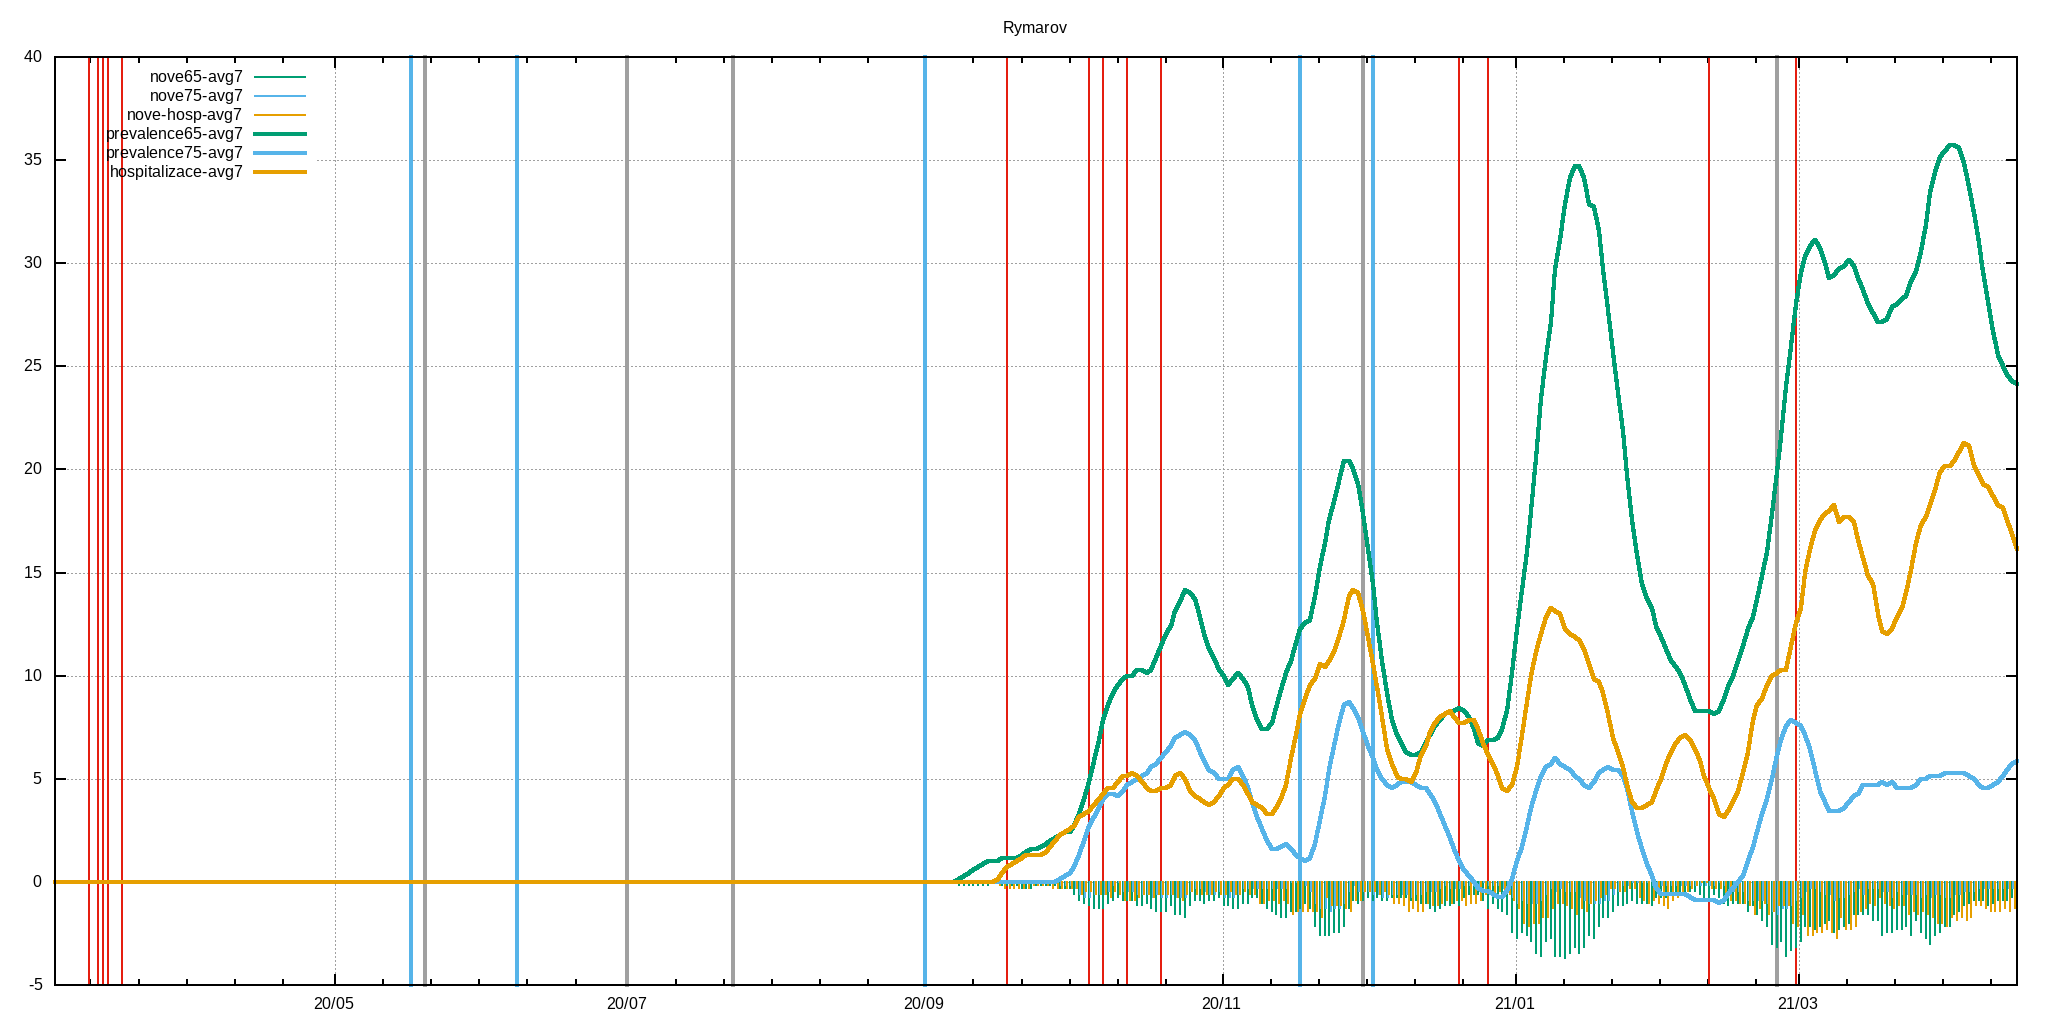 Rymarov
nove65-avg7
nove75-avg7
nove-hosp-avg7
prevalence65-avg7
prevalence75-avg7
hospitalizace-avg7
40
35
30
25
20
15
10
5
0
-5
20/05 20/07 20/09 20/11 21/01 21/03